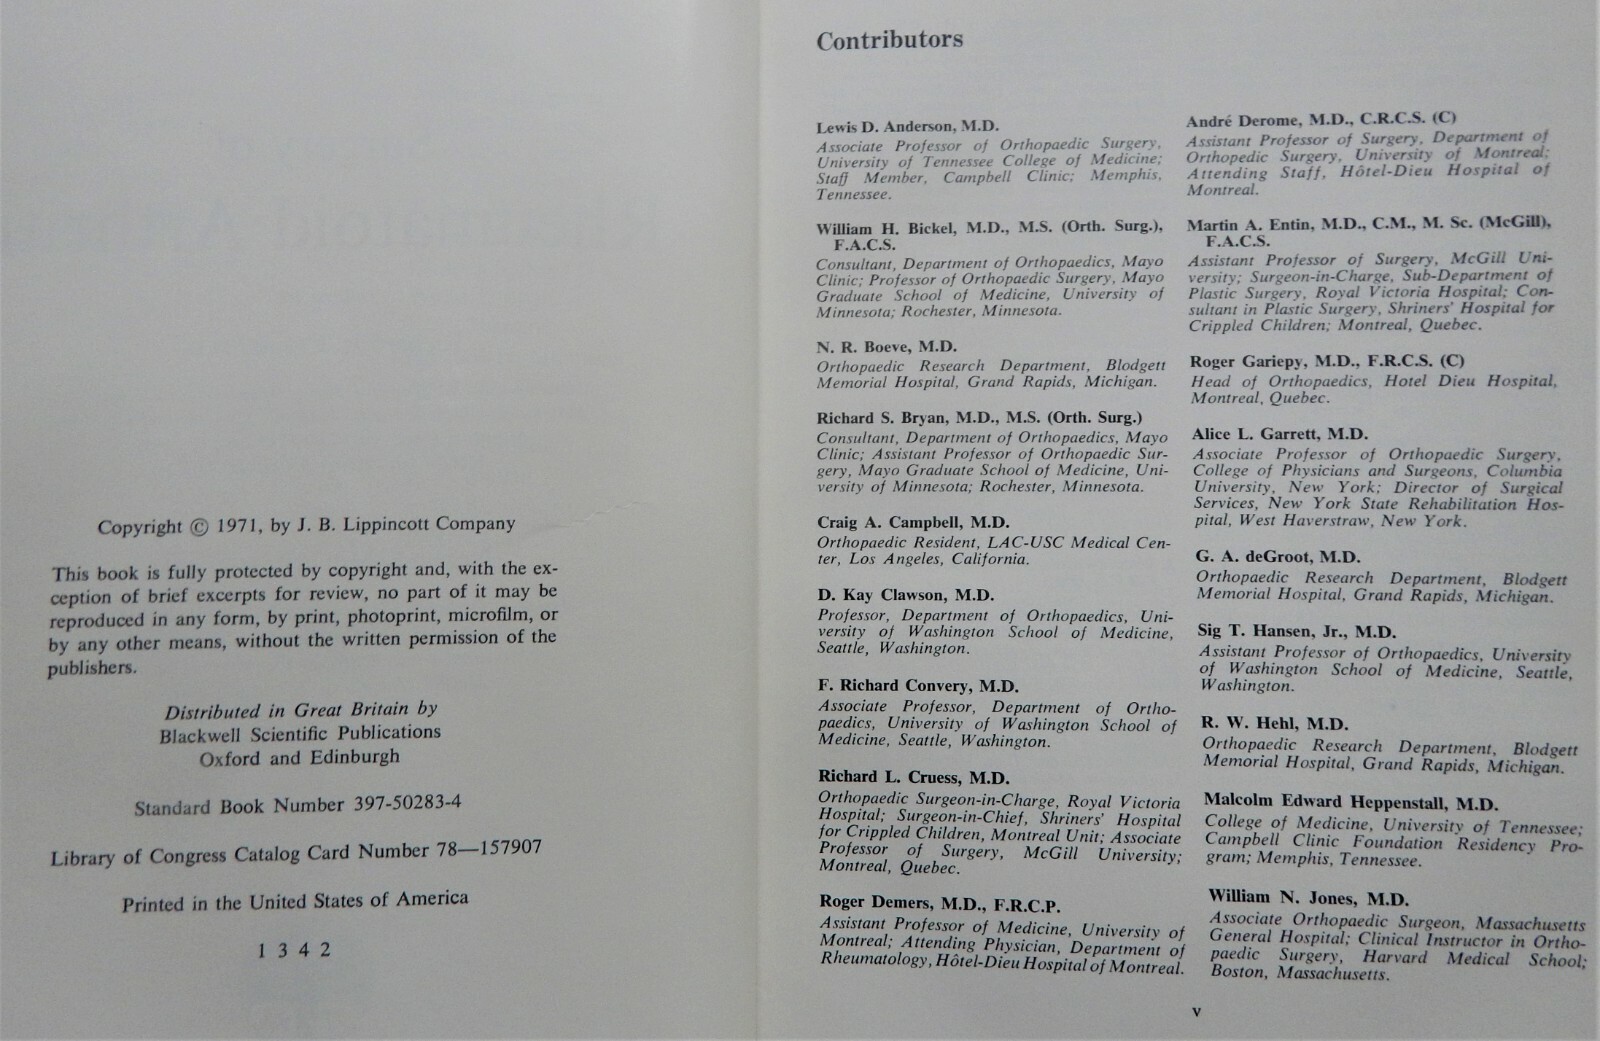 Copyright © 1971, by J. B. Lippincott Company
This book is fully protected by copyright and, with the ex-
ception of brief excerpts for review, no part of it may be
reproduced in any form, by print, photoprint, microfilm, or
by any other means, without the written permission of the
publishers.
Distributed in Great Britain by
Blackwell Scientific Publications
Oxford and Edinburgh
Standard Book Number 397-50283-4
Library of Congress Catalog Card Number 78—157907
Printed in the United States of America
1 3 4 2
Contributors
Lewis D. Anderson, M.D.
Associate Professor of Orthopaedic Surgery,
University of Tennessee College of Medicine;
Staff Member, Campbell Clinic; Memphis,
Tennessee.
William H. Bickel, M.D., M.S. (Orth. Surg.),
F.A.C.S.
Consultant, Department of Orthopaedics, Mayo
Clinic; Professor of Orthopaedic Surgery, Mayo
Graduate School of Medicine, University of
Minnesota; Rochester, Minnesota.
N. R. Boeve, M.D.
Orthopaedic Research Department, Blodgett
Memorial Hospital, Grand Rapids, Michigan.
Richard S. Bryan, M.D., M.S. (Orth. Surg.)
Consultant, Department of Orthopaedics, Mayo
Clinic; Assistant Professor of Orthopaedic Sur-
gery, Mayo Graduate School of Medicine, Uni-
versity of Minnesota; Rochester, Minnesota.
Craig A. Campbell, M.D.
Orthopaedic Resident, LAC-USC Medical Cen-
ter, Los Angeles, California.
D. Kay Clawson, M.D.
Professor, Department of Orthopaedics, Uni-
versity of Washington School of Medicine,
Seattle, Washington.
F. Richard Convery, M.D.
Associate Professor, Department of Ortho-
paedics, University of Washington School of
Medicine, Seattle, Washington.
Richard L. Cruess, M.D.
Orthopaedic Surgeon-in-Charge, Royal Victoria
Hospital; Surgeon-in-Chief, Shriners' Hospital
for Crippled Children, Montreal Unit; Associate
Professor of Surgery, McGill University;
Montreal, Quebec.
Roger Demers, M.D., F.R.C.P.
Assistant Professor of Medicine, University of
Montreal; Attending Physician, Department of
Rheumatology, Hôtel-Dieu Hospital of Montreal.
André Derome, M.D., C.R.C.S. (C)
Assistant Professor of Surgery, Department of
Orthopedic Surgery, University of Montreal;
Attending Staff, Hôtel-Dieu Hospital of
Montreal.
Martin A. Entin, M.D., C.M., M. Sc. (McGill),
F.A.C.S.
Assistant Professor of Surgery, McGill Uni-
versity; Surgeon-in-Charge, Sub-Department of
Plastic Surgery, Royal Victoria Hospital; Con-
sultant in Plastic Surgery, Shriners' Hospital for
Crippled Children; Montreal, Quebec.
Roger Gariepy, M.D., F.R.C.S. (C)
Head of Orthopaedics, Hotel Dieu Hospital,
Montreal, Quebec.
Alice L. Garrett, M.D.
Associate Professor of Orthopaedic Surgery,
College of Physicians and Surgeons, Columbia
University, New York; Director of Surgical
Services, New York State Rehabilitation Hos-
pital, West Haverstraw, New York.
G. A. deGroot, M.D.
Orthopaedic Research Department, Blodgett
Memorial Hospital, Grand Rapids, Michigan.
Sig T. Hansen, Jr., M.D.
Assistant Professor of Orthopaedics, University
of Washington School of Medicine, Seattle,
Washington.
R. W. Hehl, M.D.
Orthopaedic Research Department, Blodgett
Memorial Hospital, Grand Rapids, Michigan.
Malcolm Edward Heppenstall, M.D.
College of Medicine, University of Tennessee;
Campbell Clinic Foundation Residency Pro-
gram; Memphis, Tennessee.
William N. Jones, M.D.
Associate Orthopaedic Surgeon, Massachusetts
General Hospital; Clinical Instructor in Ortho-
paedic Surgery, Harvard Medical School;
Boston, Massachusetts.
v